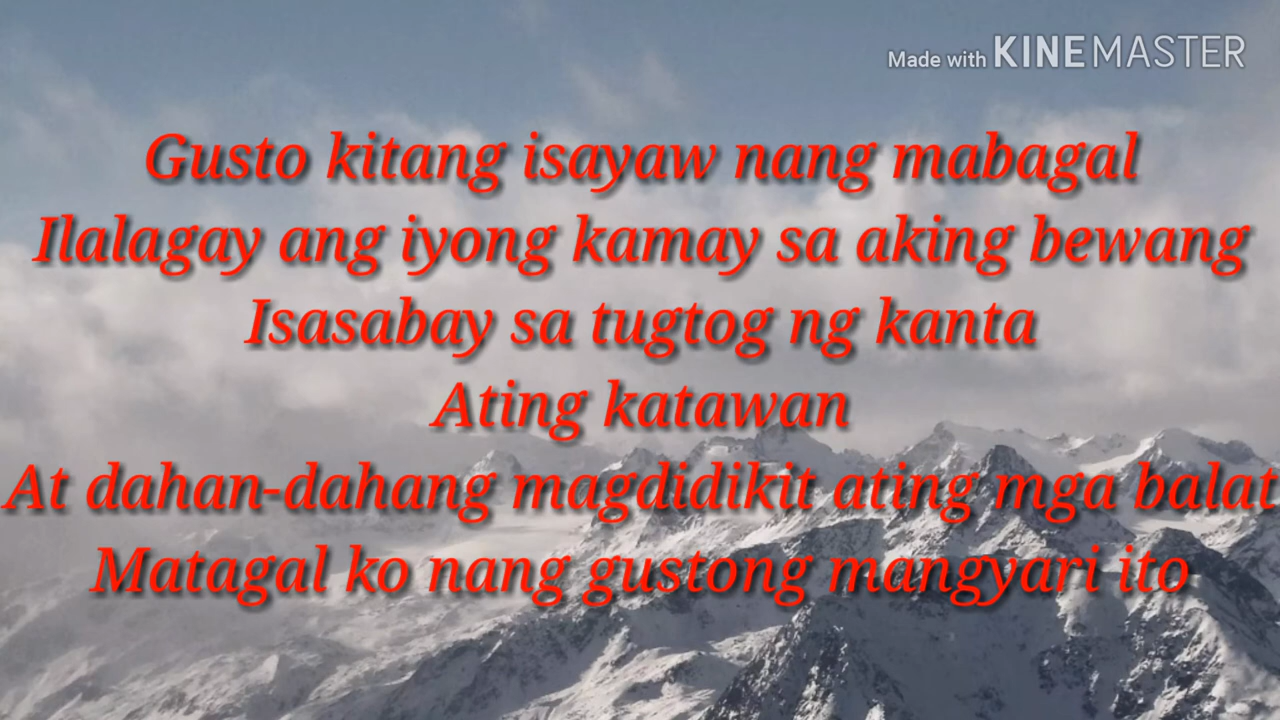 Made with KINEMASTER
Gusto kitang isayaw nang mabagal
Ilalagay ang iyong kamay sa aking bewang
Isasabay sa tugtog ng kanta
Ating katawan
At dahan-dahang magdidikit ating mga balat
Matagal ko nang gustong mangyari ito